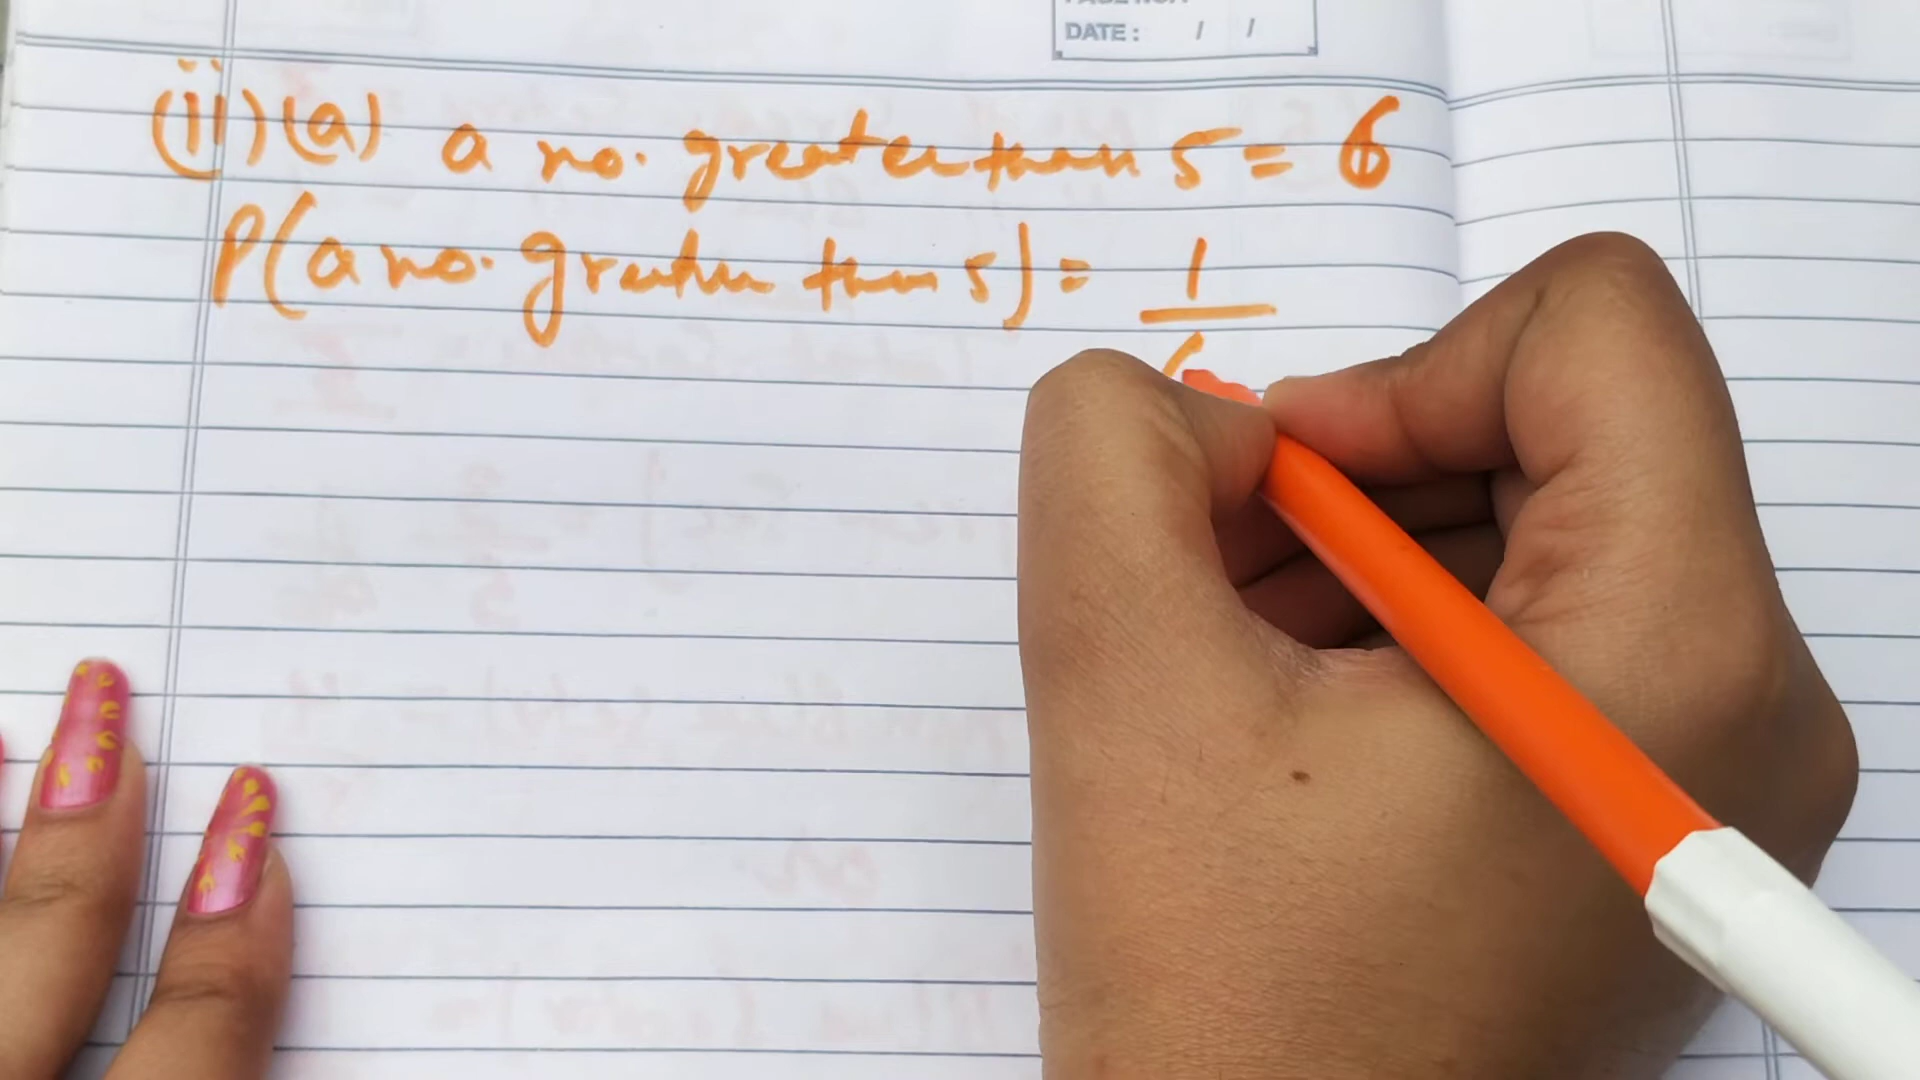 DATE: / /
(ii) (a) a no. greater than 5 = 6
P(a no. greater than 5) = 1